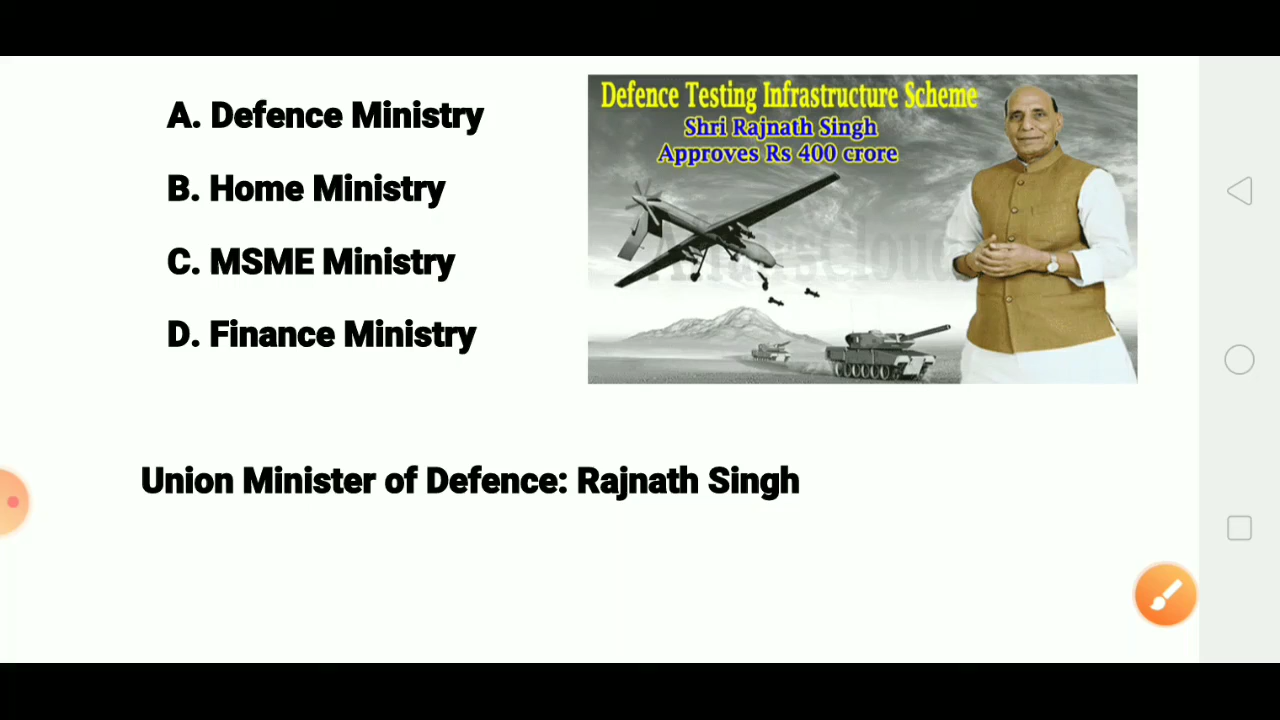 A. Defence Ministry
B. Home Ministry
C. MSME Ministry
D. Finance Ministry
Defence Testing Infrastructure Scheme
Shri Rajnath Singh
Approves Rs 400 crore
Union Minister of Defence: Rajnath Singh